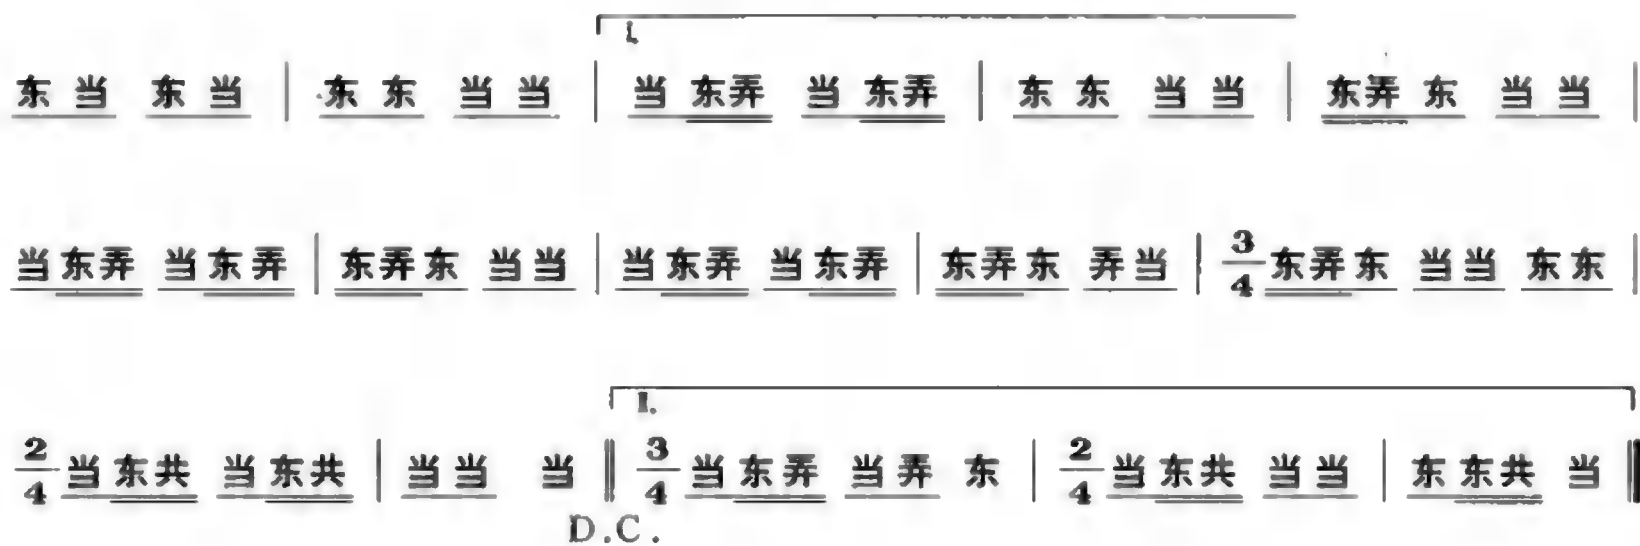 1.
东当 东当 | 东东 当当 | 当东弄 当东弄 | 东东 当当 | 东弄东 当当 |
当东弄 当东弄 | 东弄东 当当 | 当东弄 当东弄 | 东弄东 弄当 | 3/4 东弄东 当当 东东 |
I.
2/4 当东共 当东共 | 当当 当 || 3/4 当东弄 当弄 东 | 2/4 当东共 当当 | 东东共 当 ||
D.C.